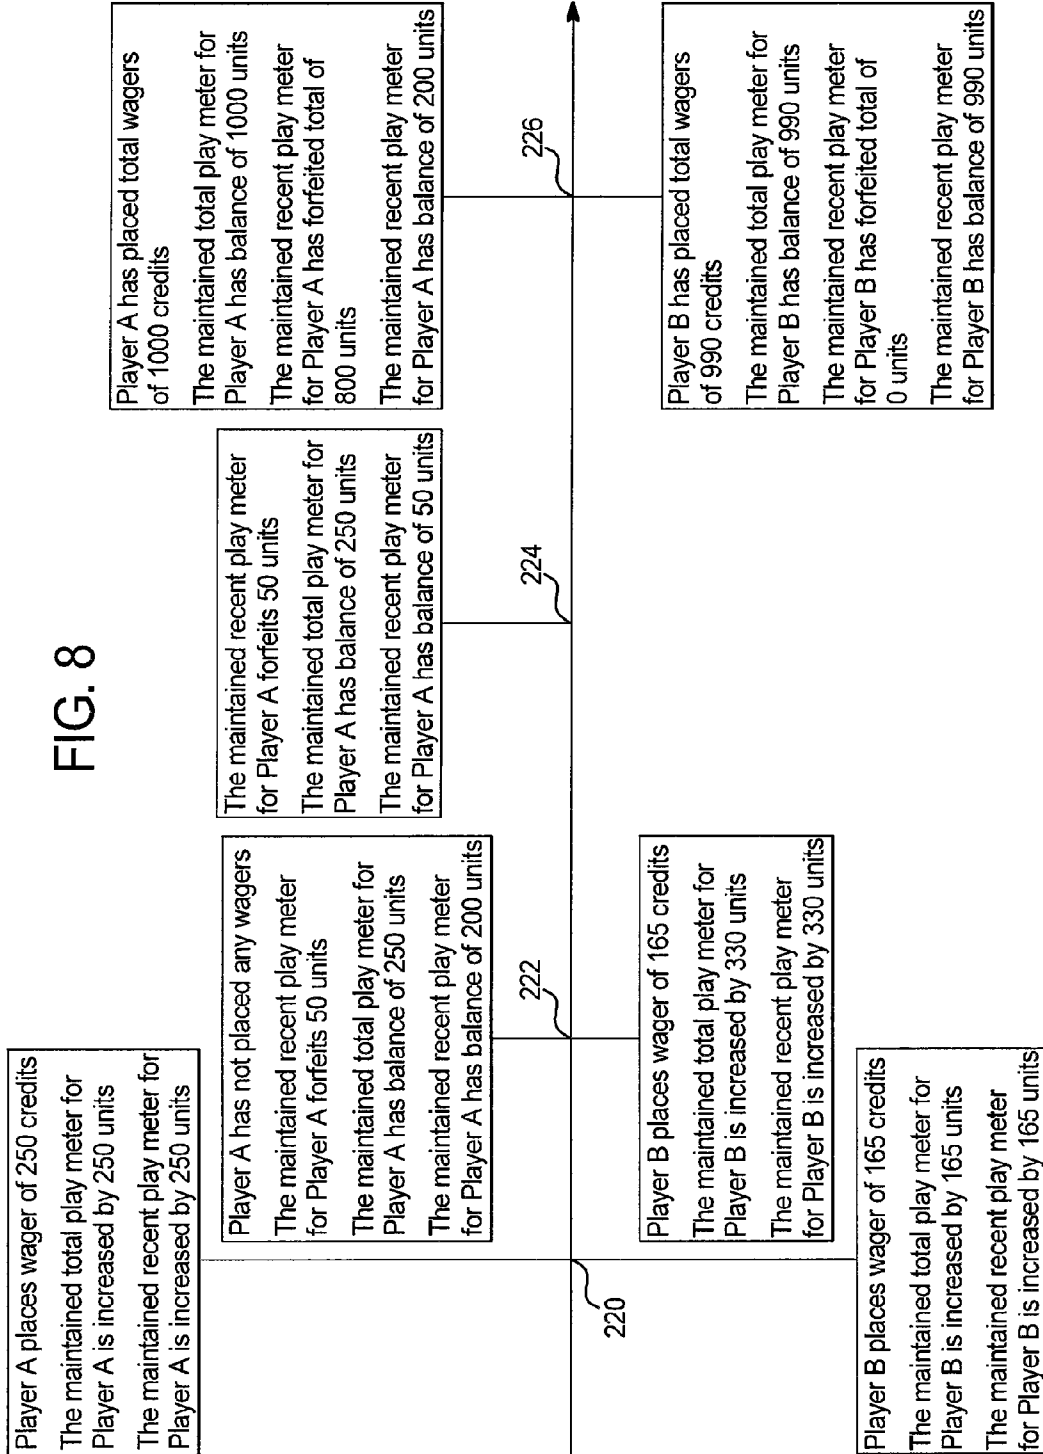 FIG. 8
Player A places wager of 250 credits
The maintained total play meter for
Player A is increased by 250 units
The maintained recent play meter for
Player A is increased by 250 units
Player A has not placed any wagers
The maintained recent play meter
for Player A forfeits 50 units
The maintained total play meter for
Player A has balance of 250 units
The maintained recent play meter
for Player A has balance of 200 units
The maintained recent play meter
for Player A forfeits 50 units
The maintained total play meter for
Player A has balance of 250 units
The maintained recent play meter
for Player A has balance of 50 units
Player A has placed total wagers
of 1000 credits
The maintained total play meter for
Player A has balance of 1000 units
The maintained recent play meter
for Player A has forfeited total of
800 units
The maintained recent play meter
for Player A has balance of 200 units
220
222
224
226
Player B places wager of 165 credits
The maintained total play meter for
Player B is increased by 165 units
The maintained recent play meter
for Player B is increased by 165 units
Player B places wager of 165 credits
The maintained total play meter for
Player B is increased by 330 units
The maintained recent play meter
for Player B is increased by 330 units
Player B has placed total wagers
of 990 credits
The maintained total play meter for
Player B has balance of 990 units
The maintained recent play meter
for Player B has forfeited total of
0 units
The maintained recent play meter
for Player B has balance of 990 units